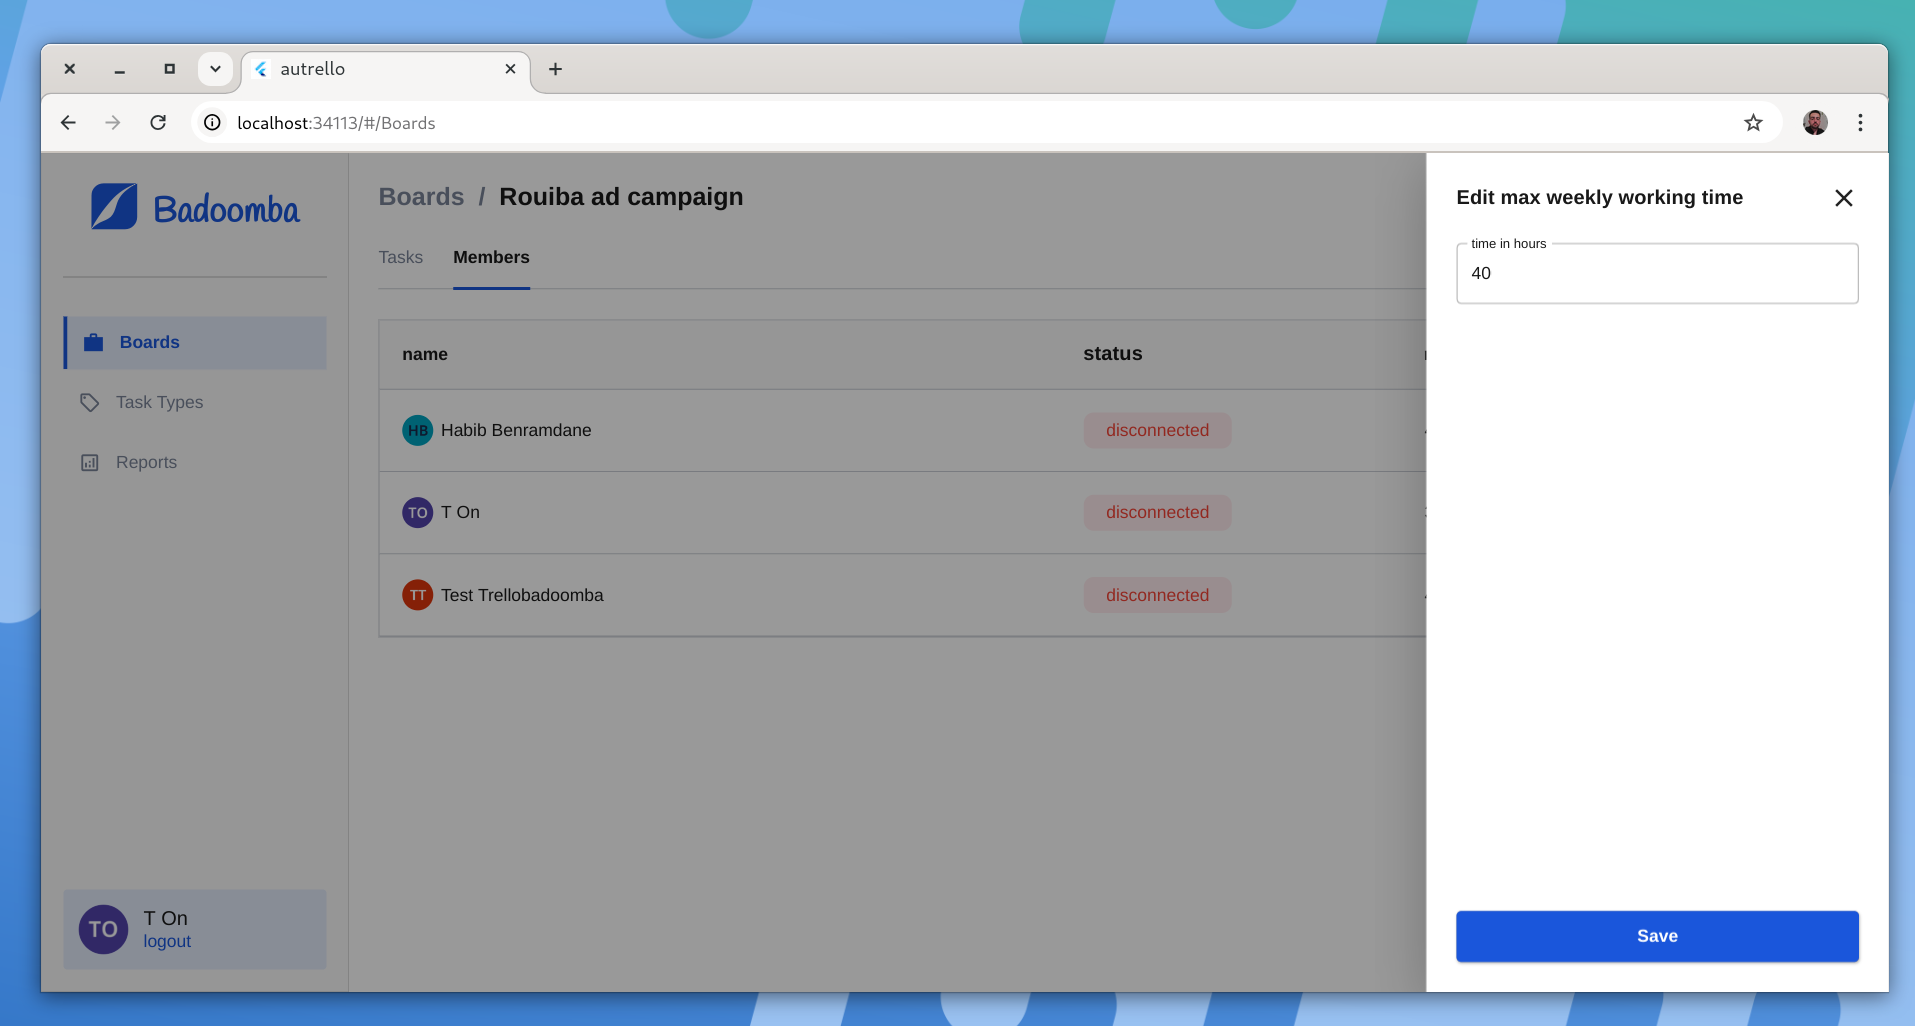 autrello
localhost:34113/#/Boards
Badoomba
Boards
Task Types
Reports
TO
T On
logout
Boards / Rouiba ad campaign
Tasks
Members
name
status
HB
Habib Benramdane
disconnected
TO
T On
disconnected
TT
Test Trellobadoomba
disconnected
Edit max weekly working time
time in hours
40
Save